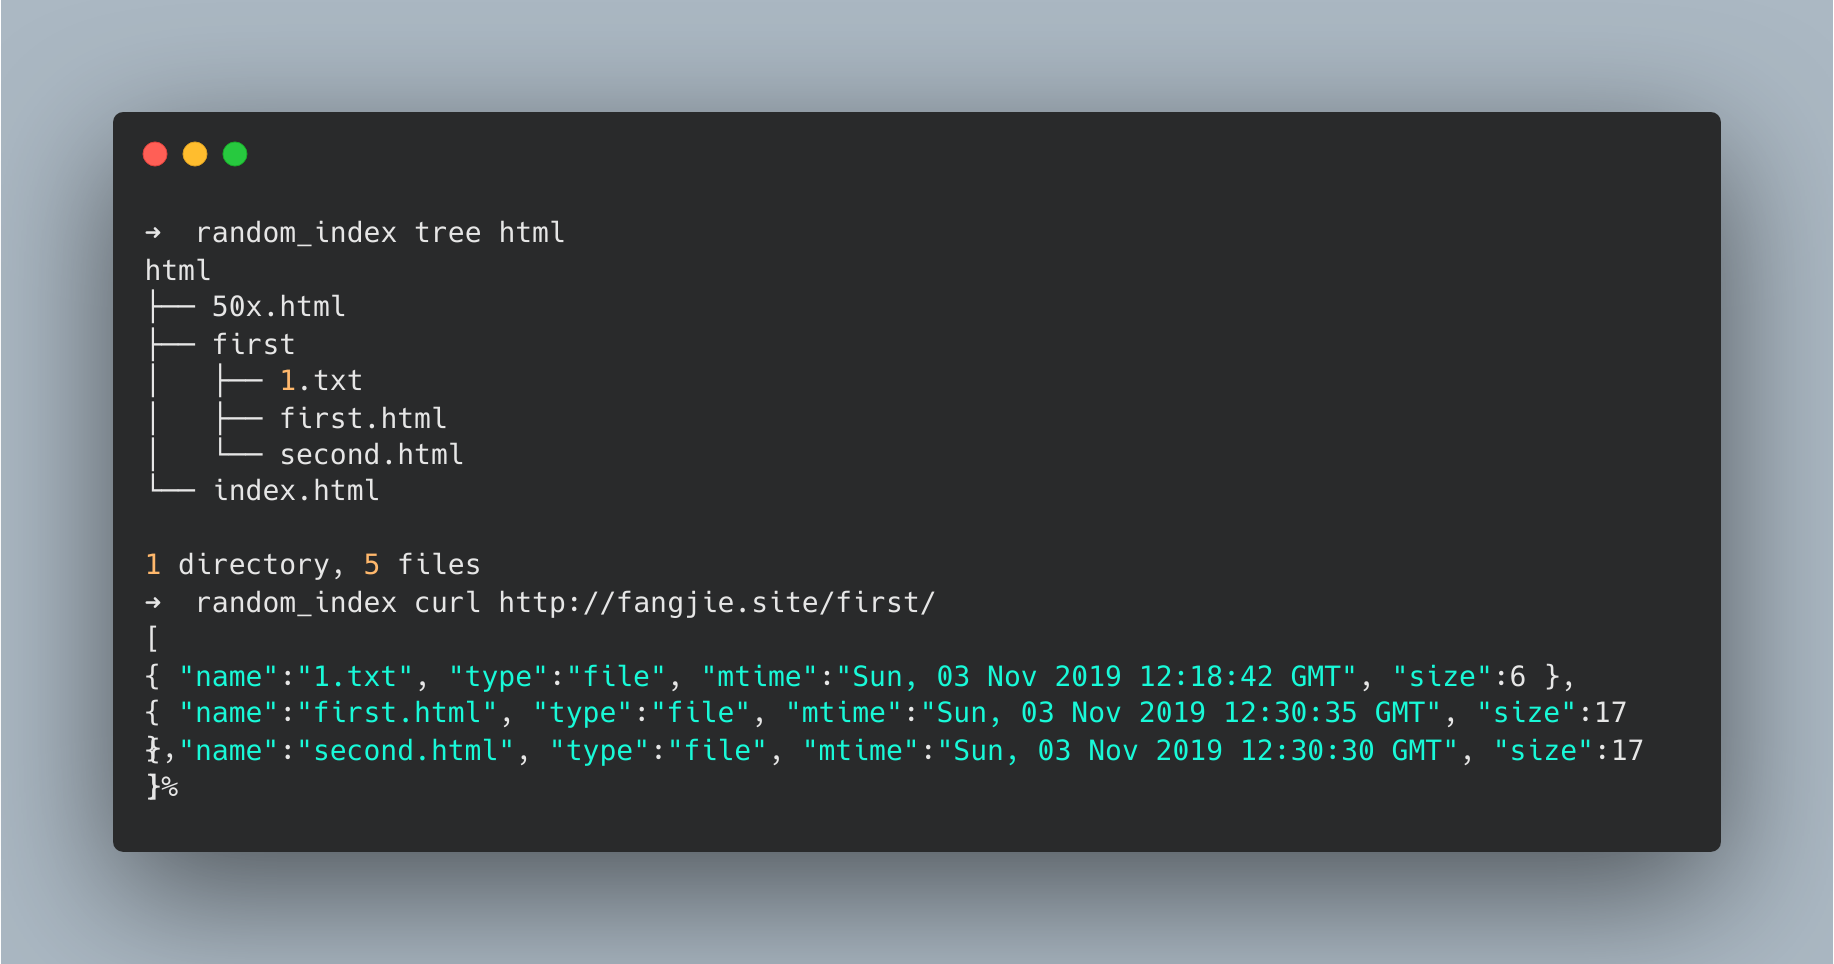 ➜  random_index tree html
html
├── 50x.html
├── first
│   ├── 1.txt
│   ├── first.html
│   └── second.html
└── index.html
1 directory, 5 files
➜  random_index curl http://fangjie.site/first/
[
{ "name":"1.txt", "type":"file", "mtime":"Sun, 03 Nov 2019 12:18:42 GMT", "size":6 },
{ "name":"first.html", "type":"file", "mtime":"Sun, 03 Nov 2019 12:30:35 GMT", "size":17
},
{ "name":"second.html", "type":"file", "mtime":"Sun, 03 Nov 2019 12:30:30 GMT", "size":17
}
]%